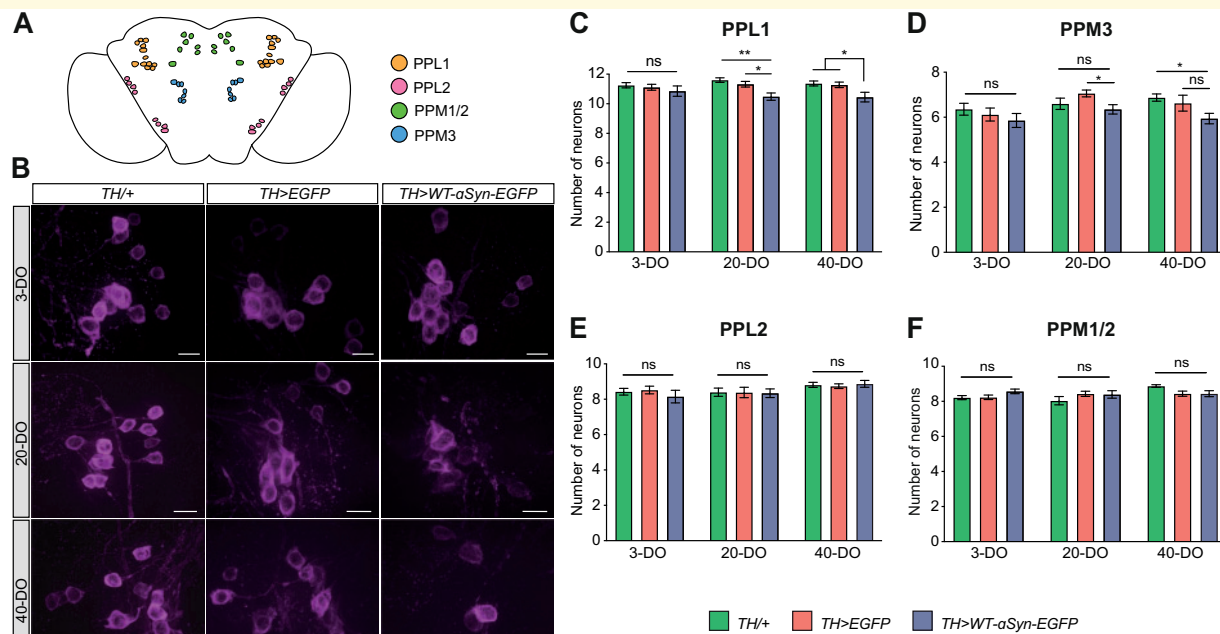 A
PPL1
PPL2
PPM1/2
PPM3
B
TH/+
TH>EGFP
TH>WT-αSyn-EGFP
3-DO
20-DO
40-DO
C
PPL1
Number of neurons
12
10
8
6
4
2
0
ns
**
*
*
3-DO
20-DO
40-DO
D
PPM3
Number of neurons
8
6
4
2
0
ns
ns
*
*
ns
3-DO
20-DO
40-DO
E
PPL2
Number of neurons
10
8
6
4
2
0
ns
ns
ns
3-DO
20-DO
40-DO
F
PPM1/2
Number of neurons
10
8
6
4
2
0
ns
ns
ns
3-DO
20-DO
40-DO
TH/+
TH>EGFP
TH>WT-αSyn-EGFP